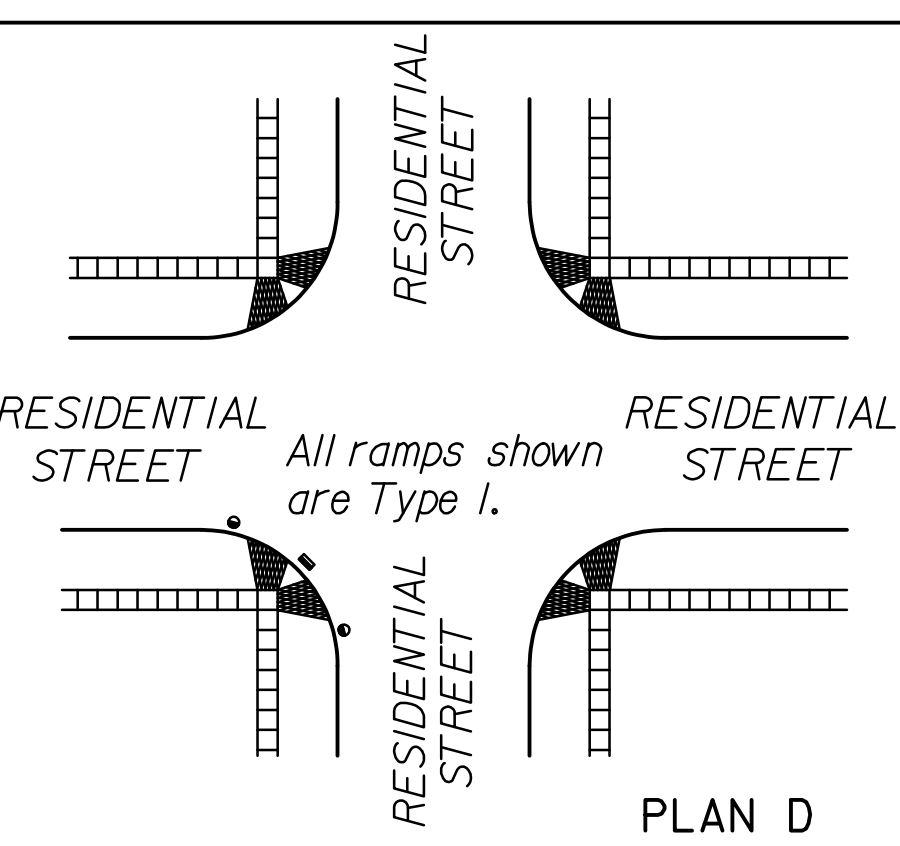 RESIDENTIAL
STREET
RESIDENTIAL
STREET
All ramps shown
are Type I.
RESIDENTIAL
STREET
RESIDENTIAL
STREET
PLAN D